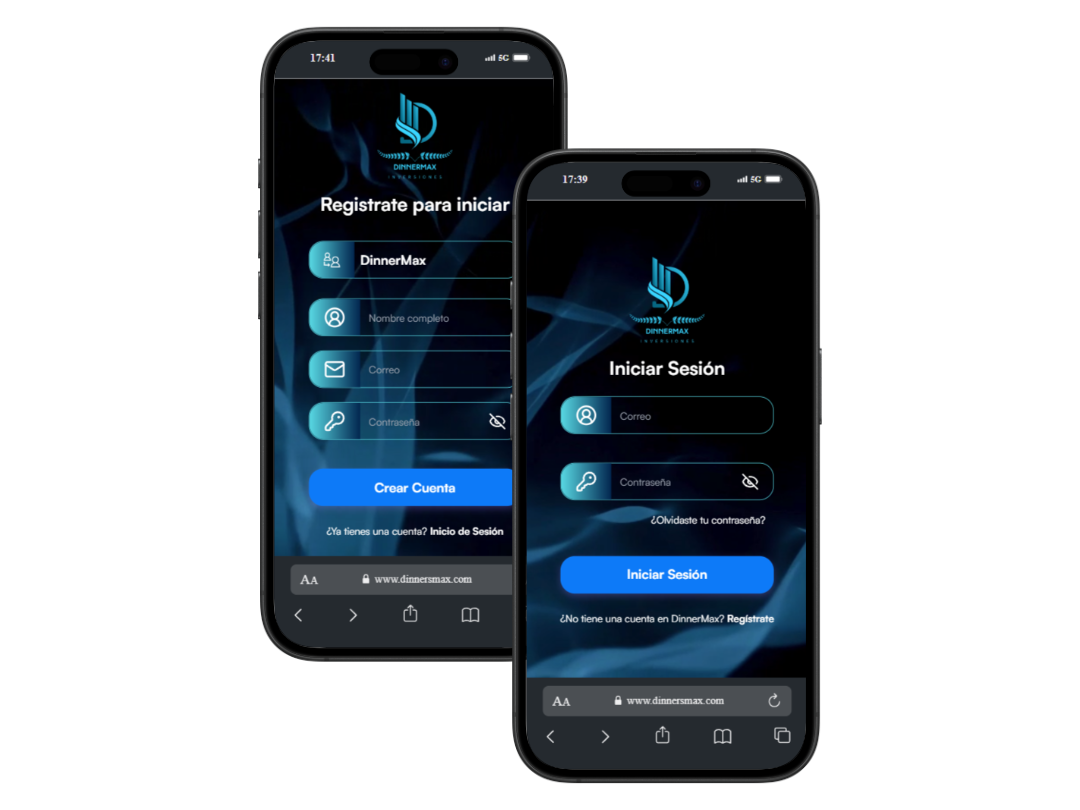 17:41
5G
DINNERMAX
INVERSIONES
Registrate para iniciar
DinnerMax
Nombre completo
Correo
Contraseña
Crear Cuenta
¿Ya tienes una cuenta? Inicio de Sesión
AA
www.dinnersmax.com
17:39
5G
DINNERMAX
INVERSIONES
Iniciar Sesión
Correo
Contraseña
¿Olvidaste tu contraseña?
Iniciar Sesión
¿No tiene una cuenta en DinnerMax? Regístrate
AA
www.dinnersmax.com